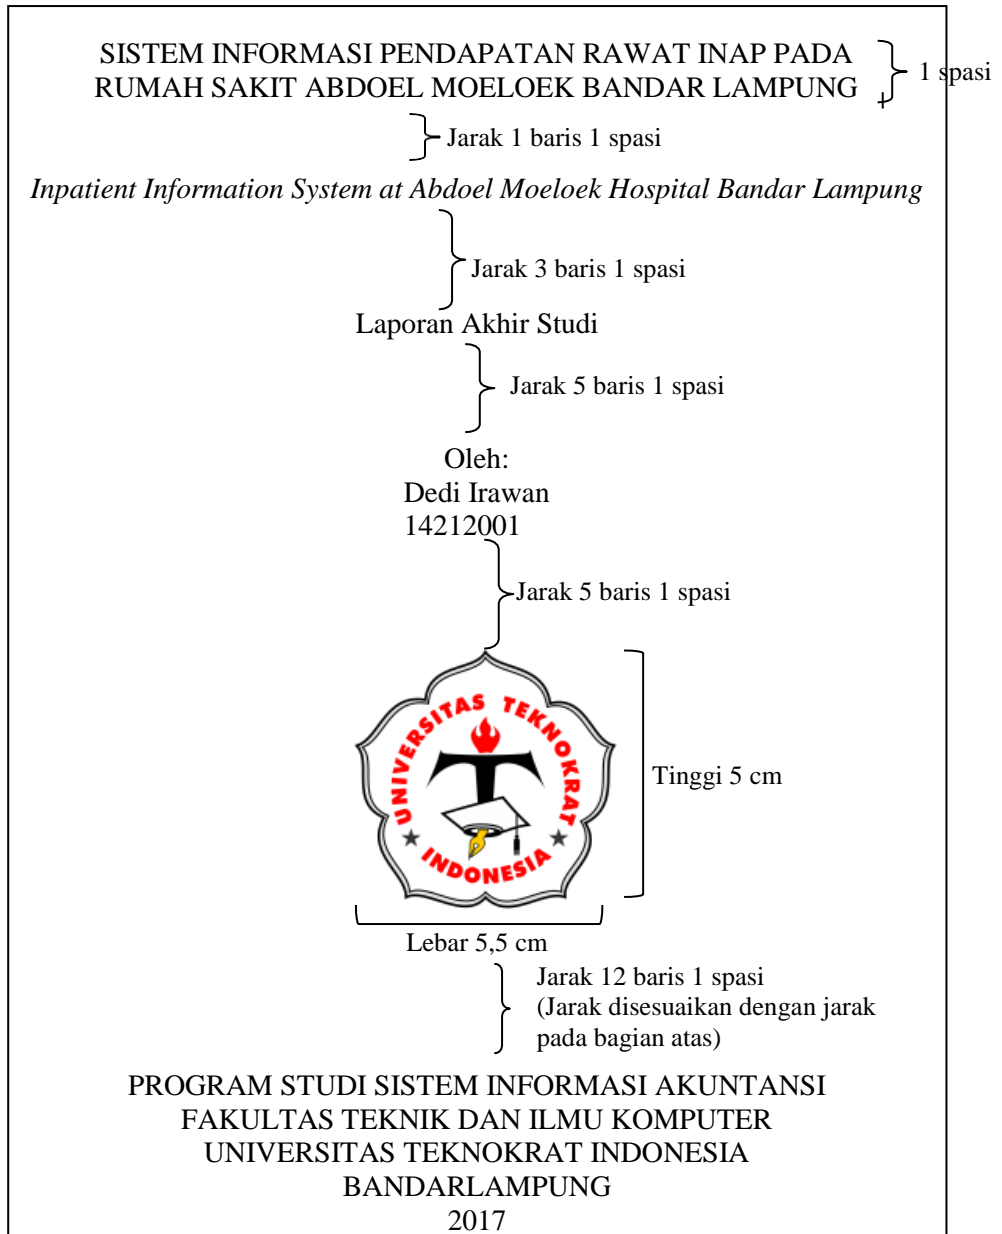 SISTEM INFORMASI PENDAPATAN RAWAT INAP PADA
RUMAH SAKIT ABDOEL MOELOEK BANDAR LAMPUNG
1 spasi
Jarak 1 baris 1 spasi
Inpatient Information System at Abdoel Moeloek Hospital Bandar Lampung
Jarak 3 baris 1 spasi
Laporan Akhir Studi
Jarak 5 baris 1 spasi
Oleh:
Dedi Irawan
14212001
Jarak 5 baris 1 spasi
UNIVERSITAS TEKNOKRAT
INDONESIA
Tinggi 5 cm
Lebar 5,5 cm
Jarak 12 baris 1 spasi
(Jarak disesuaikan dengan jarak
pada bagian atas)
PROGRAM STUDI SISTEM INFORMASI AKUNTANSI
FAKULTAS TEKNIK DAN ILMU KOMPUTER
UNIVERSITAS TEKNOKRAT INDONESIA
BANDARLAMPUNG
2017